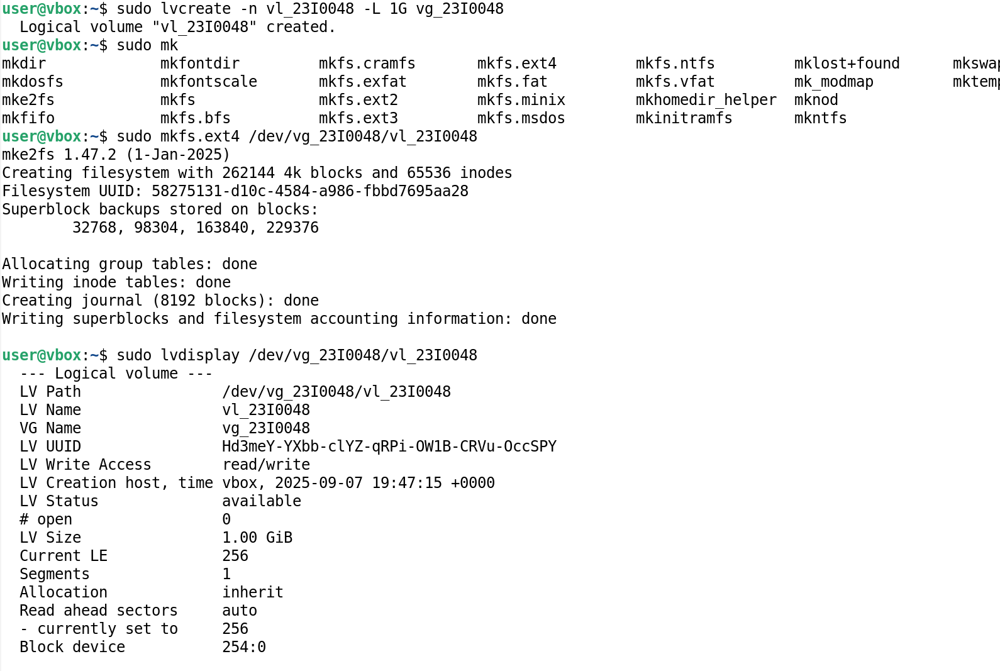 user@vbox:~$ sudo lvcreate -n vl_23I0048 -L 1G vg_23I0048
  Logical volume "vl_23I0048" created.
user@vbox:~$ sudo mk
mkdir             mkfontdir         mkfs.cramfs       mkfs.ext4         mkfs.ntfs         mklost+found      mkswap
mkdosfs           mkfontscale       mkfs.exfat        mkfs.fat          mkfs.vfat         mk_modmap         mktemp
mke2fs            mkfs              mkfs.ext2         mkfs.minix        mkhomedir_helper  mknod
mkfifo            mkfs.bfs          mkfs.ext3         mkfs.msdos        mkinitramfs       mkntfs
user@vbox:~$ sudo mkfs.ext4 /dev/vg_23I0048/vl_23I0048
mke2fs 1.47.2 (1-Jan-2025)
Creating filesystem with 262144 4k blocks and 65536 inodes
Filesystem UUID: 58275131-d10c-4584-a986-fbbd7695aa28
Superblock backups stored on blocks:
        32768, 98304, 163840, 229376

Allocating group tables: done
Writing inode tables: done
Creating journal (8192 blocks): done
Writing superblocks and filesystem accounting information: done

user@vbox:~$ sudo lvdisplay /dev/vg_23I0048/vl_23I0048
  --- Logical volume ---
  LV Path                /dev/vg_23I0048/vl_23I0048
  LV Name                vl_23I0048
  VG Name                vg_23I0048
  LV UUID                Hd3meY-YXbb-clYZ-qRPi-OW1B-CRVu-OccSPY
  LV Write Access        read/write
  LV Creation host, time vbox, 2025-09-07 19:47:15 +0000
  LV Status              available
  # open                 0
  LV Size                1.00 GiB
  Current LE             256
  Segments               1
  Allocation             inherit
  Read ahead sectors     auto
  - currently set to     256
  Block device           254:0